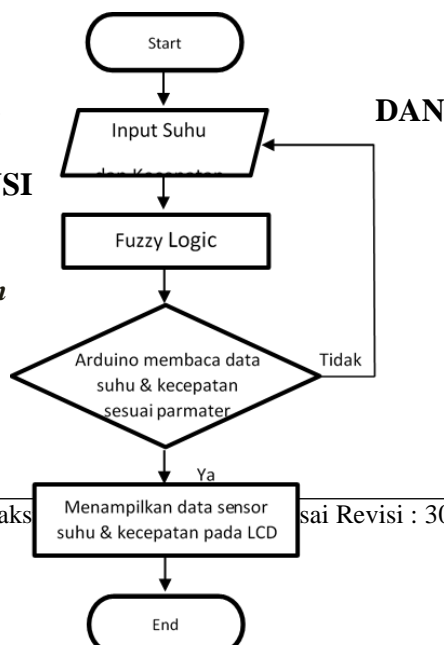 Start
DAN
Input Suhu
SI
Fuzzy Logic
n
Arduino membaca data
suhu & kecepatan
sesuai parmater
Tidak
Ya
aks
Menampilkan data sensor
suhu & kecepatan pada LCD
sai Revisi : 30
End